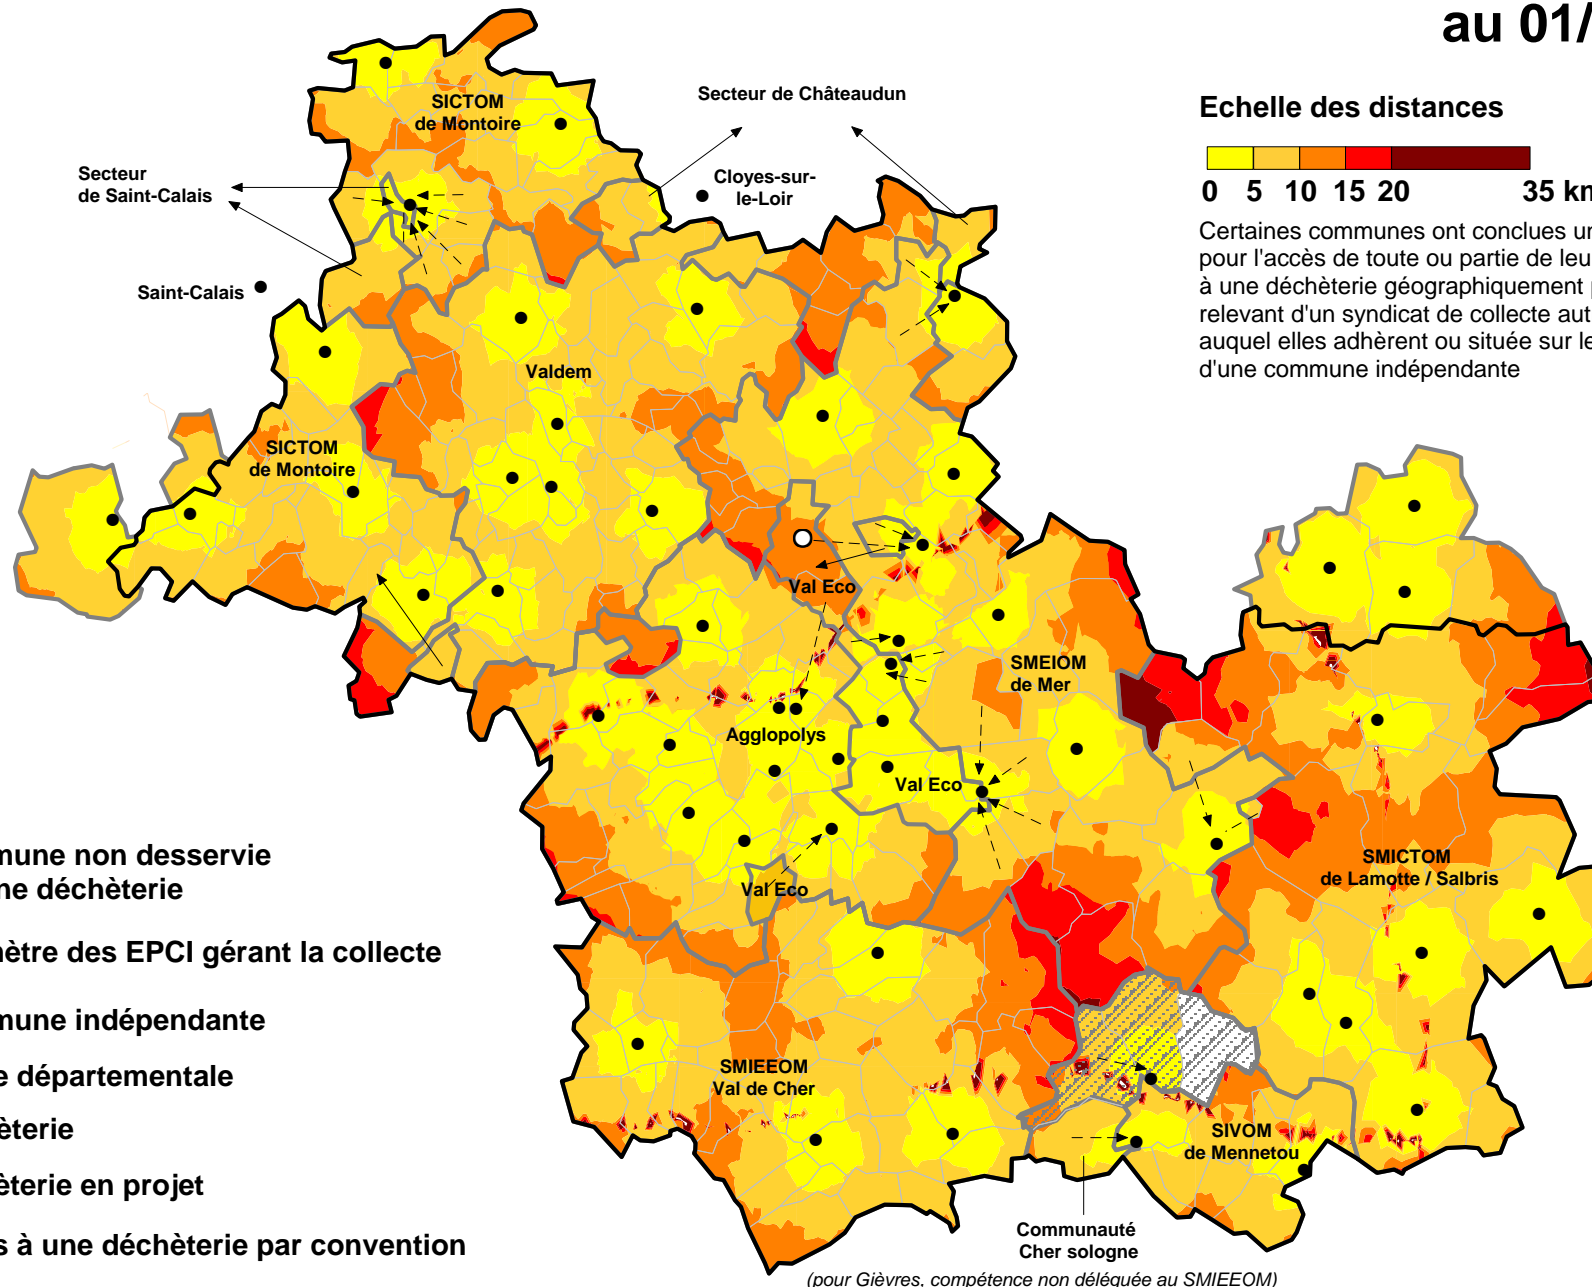 au 01/
Echelle des distances
0 5 10 15 20 35 km
Certaines communes ont conclues un
pour l'accès de toute ou partie de leu
à une déchèterie géographiquement p
relevant d'un syndicat de collecte aut
auquel elles adhèrent ou située sur le
d'une commune indépendante
SICTOM
de Montoire
Secteur de Châteaudun
Secteur
de Saint-Calais
Cloyes-sur-
le-Loir
Saint-Calais
Valdem
SICTOM
de Montoire
Val Eco
SMEIOM
de Mer
Agglopolys
Val Eco
Val Eco
SMICTOM
de Lamotte / Salbris
SMIEEOM
Val de Cher
SIVOM
de Mennetou
Communauté
Cher sologne
(pour Gièvres, compétence non déléguée au SMIEEOM)
mune non desservie
ne déchèterie
nètre des EPCI gérant la collecte
mune indépendante
e départementale
èterie
èterie en projet
s à une déchèterie par convention